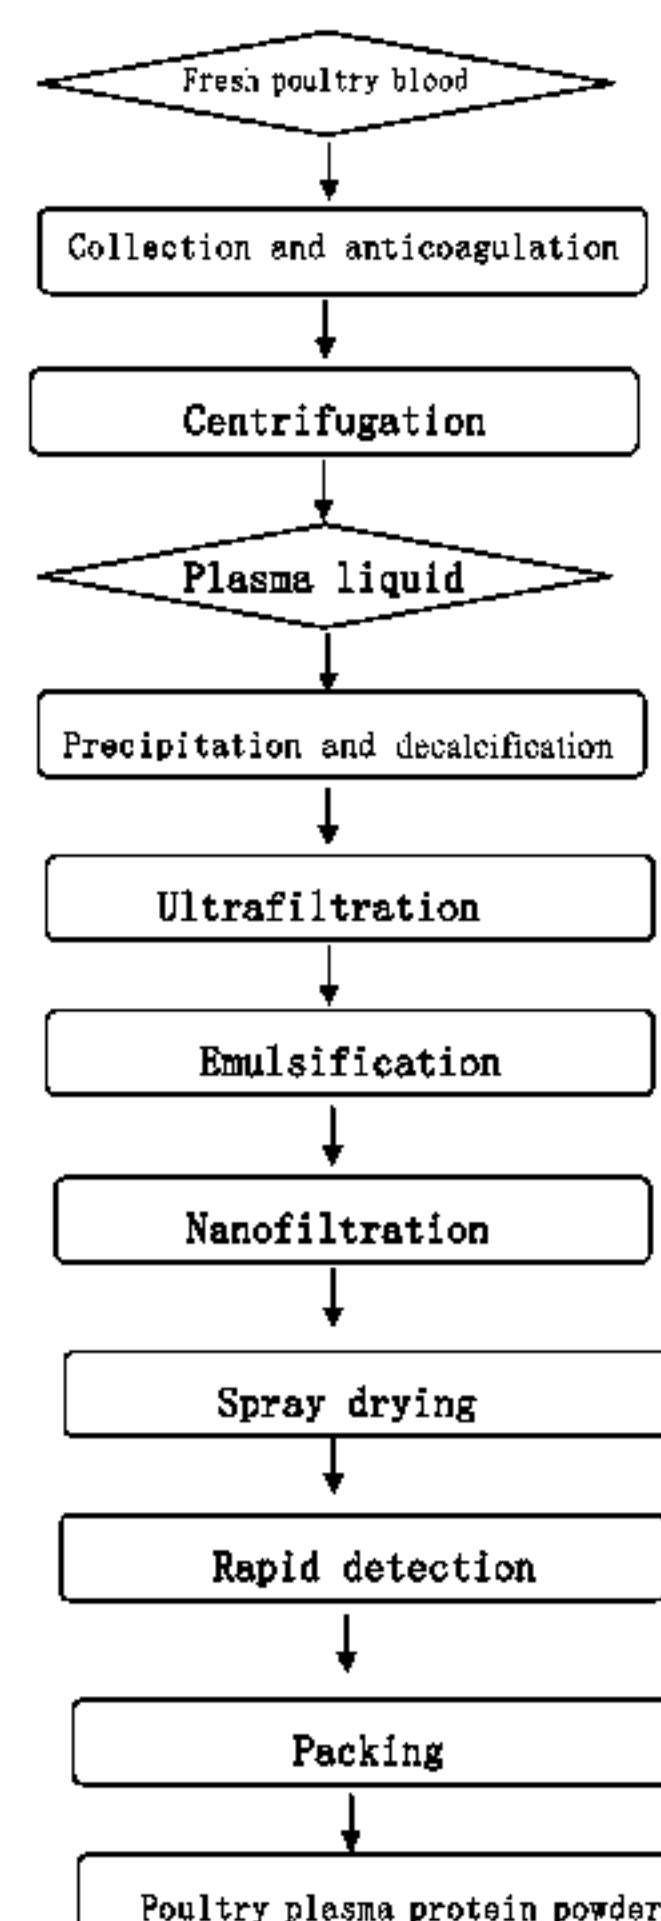 Fresh poultry blood
Collection and anticoagulation
Centrifugation
Plasma liquid
Precipitation and decalcification
Ultrafiltration
Emulsification
Nanofiltration
Spray drying
Rapid detection
Packing
Poultry plasma protein powder